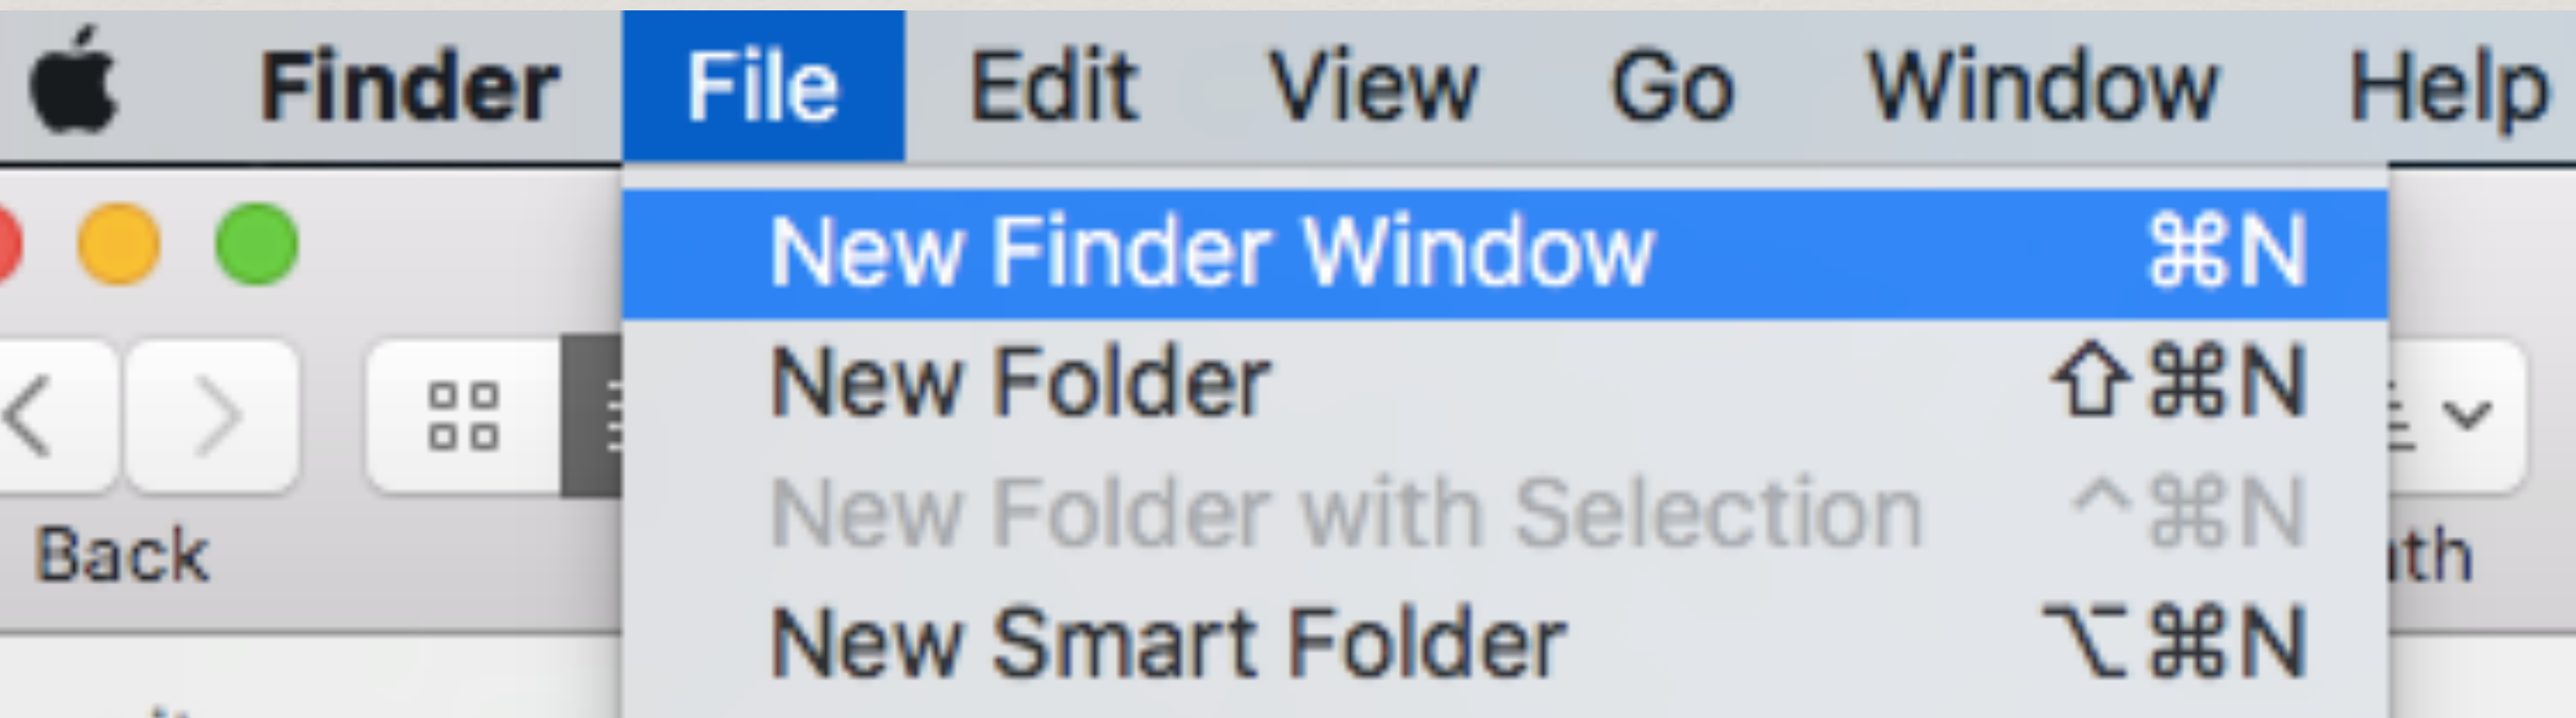 Finder File Edit View Go Window Help
New Finder Window ⌘N
New Folder ⇧⌘N
New Folder with Selection ^⌘N
New Smart Folder ⌥⌘N
Back